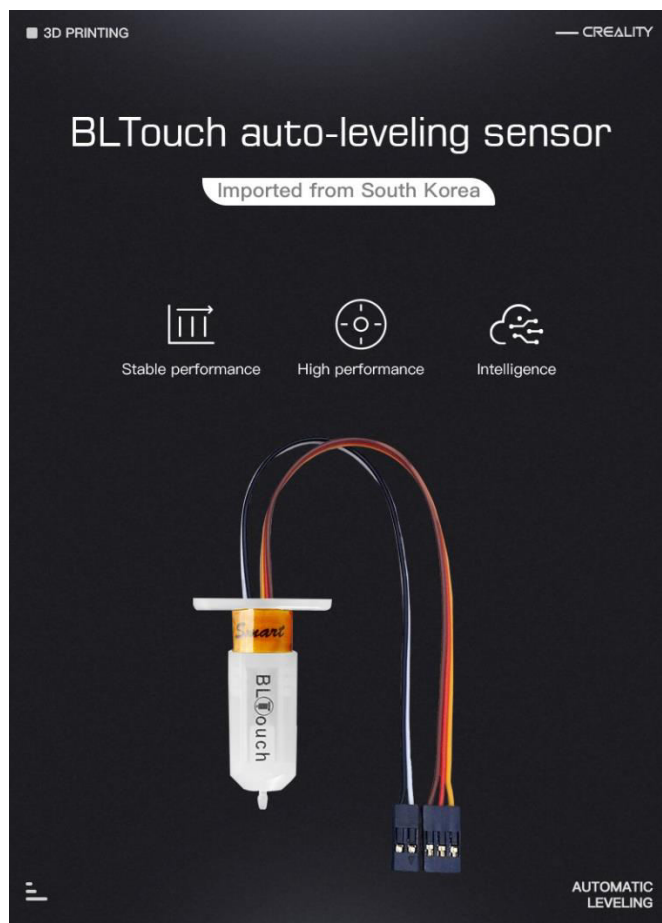 3D PRINTING
CREALITY
BLTouch auto-leveling sensor
Imported from South Korea
Stable performance
High performance
Intelligence
Smart
BLTouch
AUTOMATIC
LEVELING